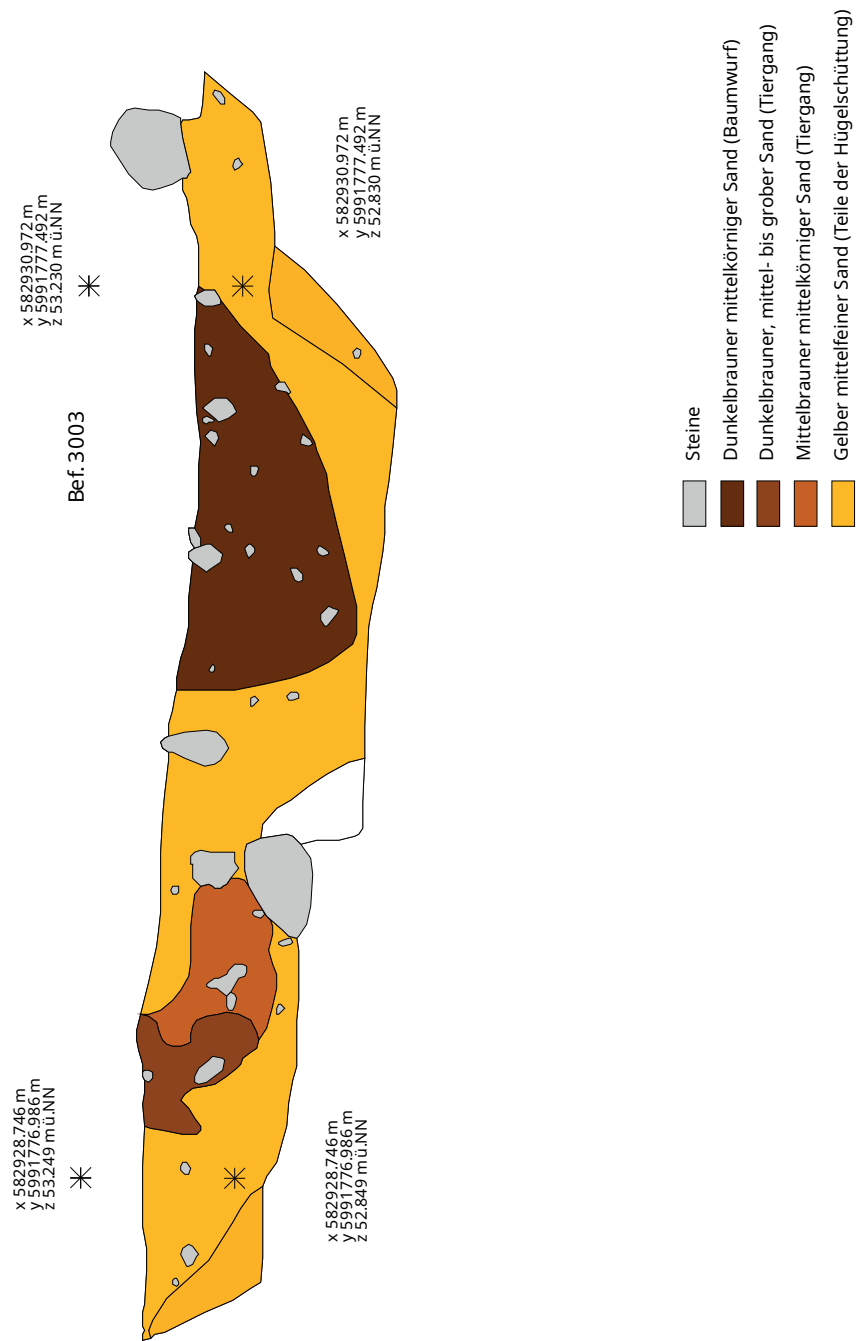 x 582928.746 m
y 5991776.986 m
z 53.249 mü.NN
x 582930.972 m
y 5991777.492 m
z 53.230 m ü.NN
Bef. 3003
x 582928.746 m
y 5991776.986 m
z 52.849 mü.NN
x 582930.972 m
y 5991777.492 m
z 52.830 m ü.NN
Steine
Dunkelbrauner mittelkörniger Sand (Baumwurf)
Dunkelbrauner, mittel- bis grober Sand (Tiergang)
Mittelbrauner mittelkörniger Sand (Tiergang)
Gelber mittelfeiner Sand (Teile der Hügelschüttung)